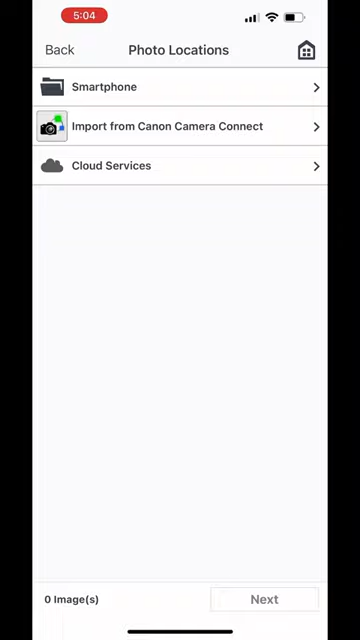 5:04
Back Photo Locations
Smartphone
Import from Canon Camera Connect
Cloud Services
0 Image(s) Next